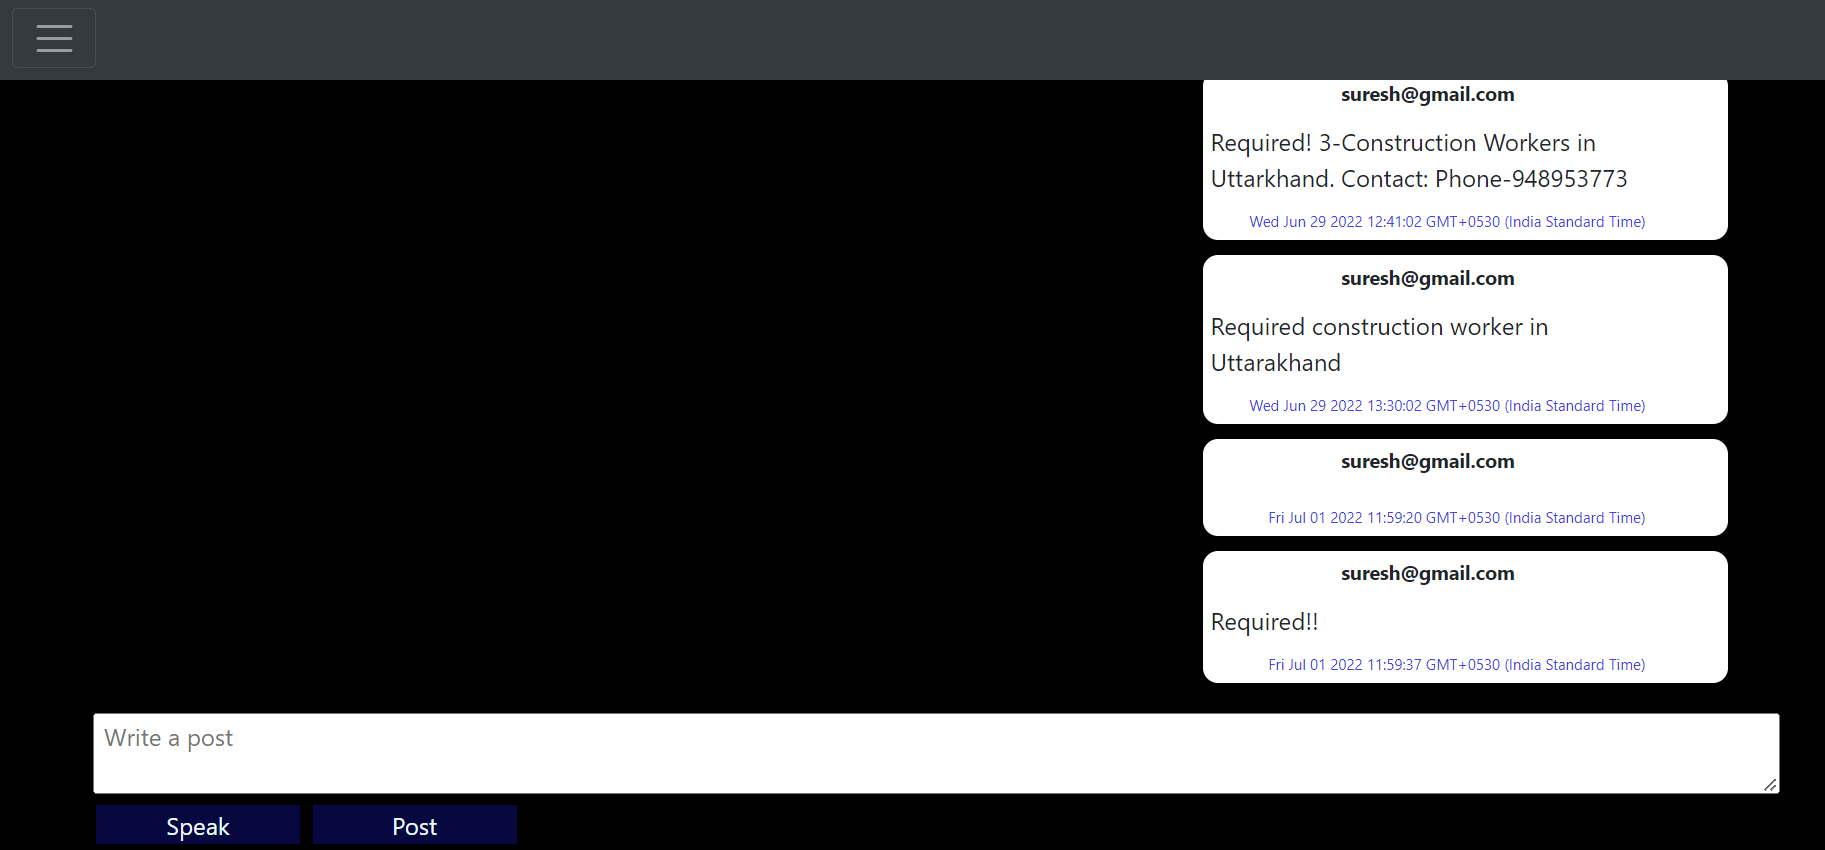 suresh@gmail.com
Required! 3-Construction Workers in
Uttarkhand. Contact: Phone-948953773
Wed Jun 29 2022 12:41:02 GMT+0530 (India Standard Time)
suresh@gmail.com
Required construction worker in
Uttarakhand
Wed Jun 29 2022 13:30:02 GMT+0530 (India Standard Time)
suresh@gmail.com
Fri Jul 01 2022 11:59:20 GMT+0530 (India Standard Time)
suresh@gmail.com
Required!!
Fri Jul 01 2022 11:59:37 GMT+0530 (India Standard Time)
Write a post
Speak
Post